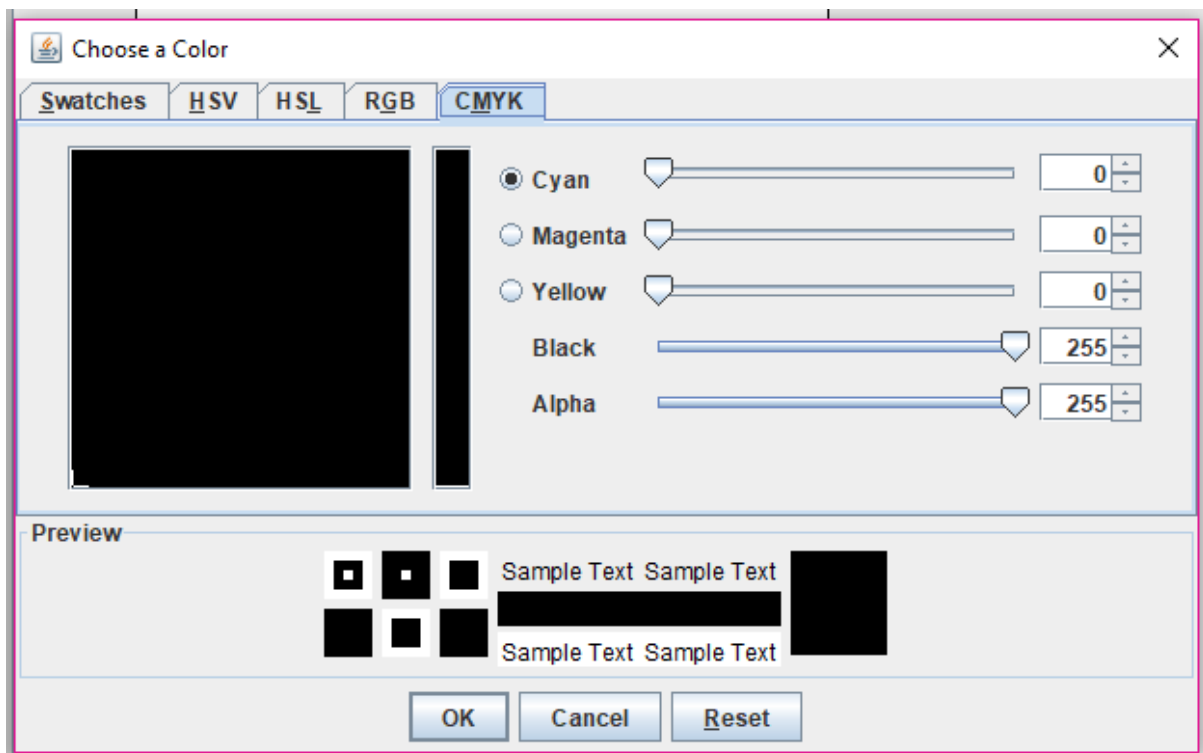 Choose a Color
Swatches HSV HSL RGB CMYK
Cyan 0
Magenta 0
Yellow 0
Black 255
Alpha 255
Preview
Sample Text Sample Text
Sample Text Sample Text
OK Cancel Reset